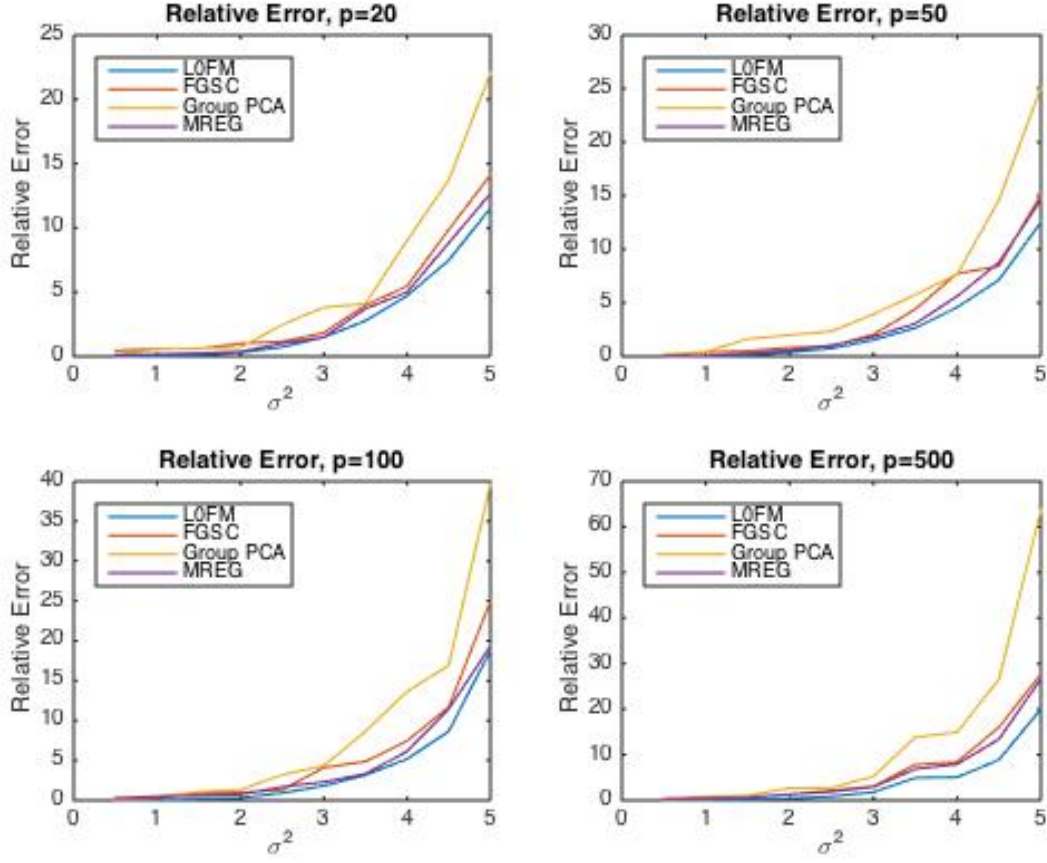 Relative Error, p=20
25
20
15
10
5
0
Relative Error
L0FM
FGSC
Group PCA
MREG
0 1 2 3 4 5
σ²
Relative Error, p=50
30
25
20
15
10
5
0
Relative Error
L0FM
FGSC
Group PCA
MREG
0 1 2 3 4 5
σ²
Relative Error, p=100
40
35
30
25
20
15
10
5
0
Relative Error
L0FM
FGSC
Group PCA
MREG
0 1 2 3 4 5
σ²
Relative Error, p=500
70
60
50
40
30
20
10
0
Relative Error
L0FM
FGSC
Group PCA
MREG
0 1 2 3 4 5
σ²